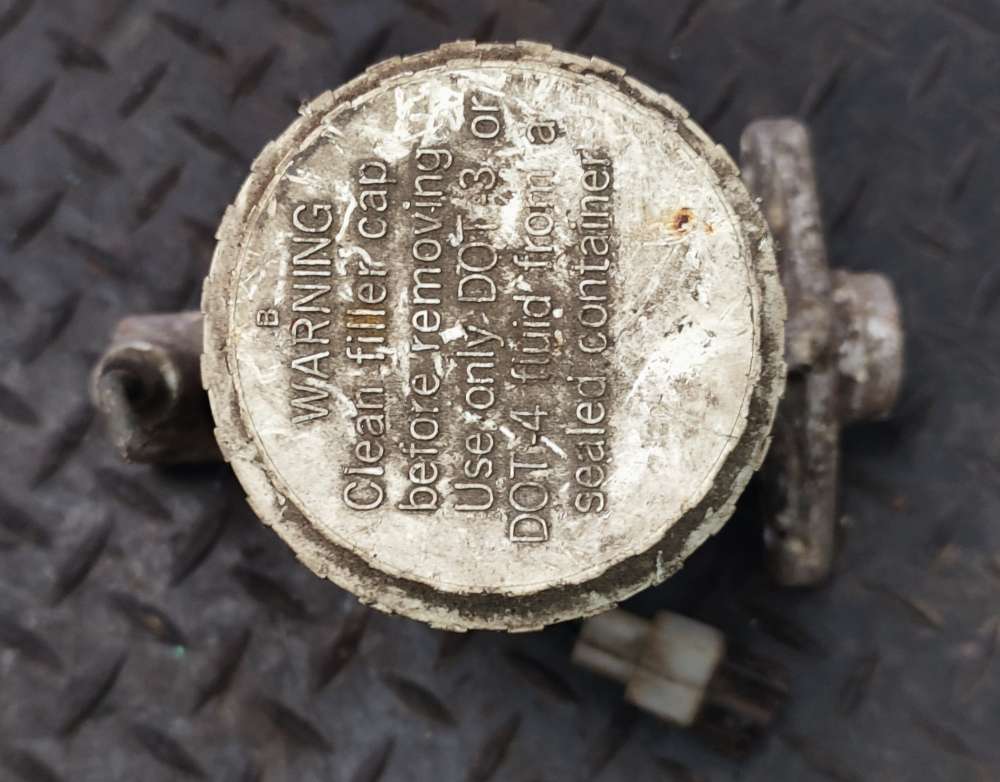 B
WARNING
Clean filler cap
before removing
Use only DOT 3 or
DOT-4 fluid from a
sealed container